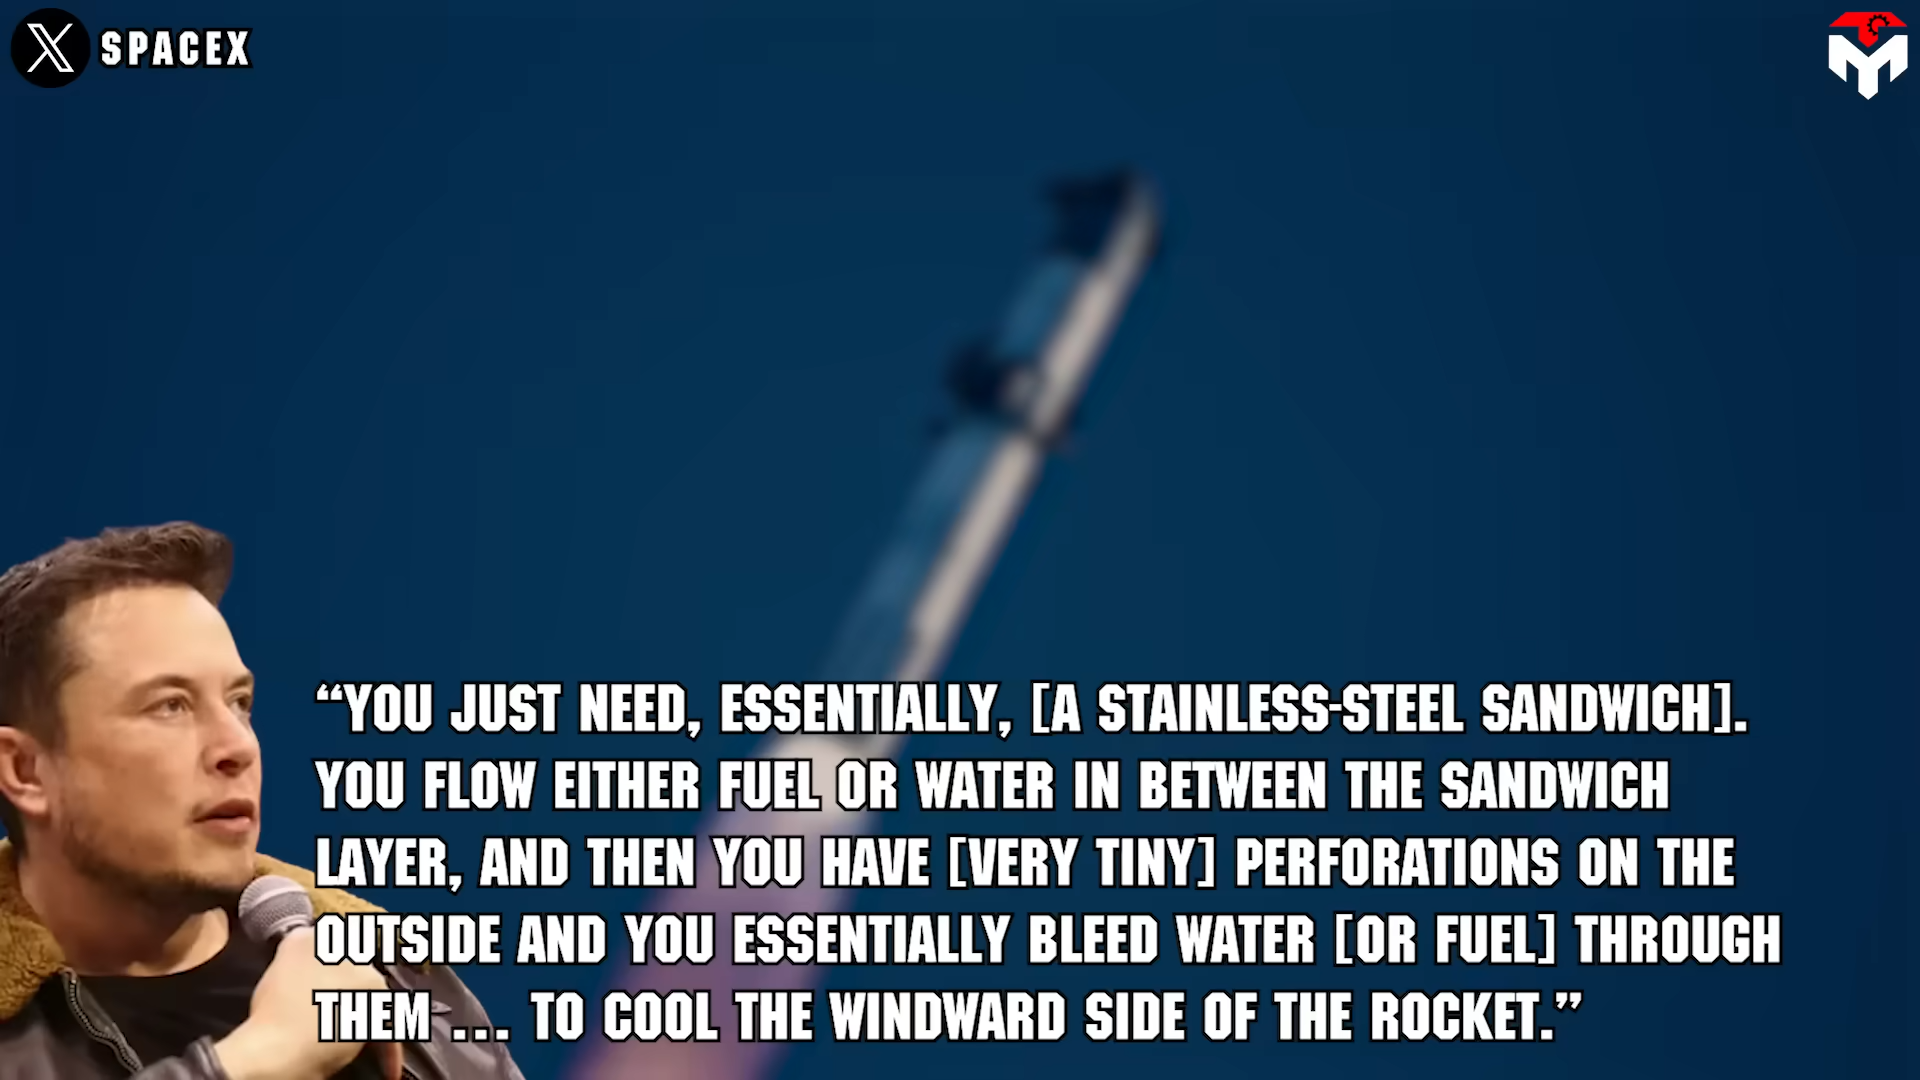 SPACEX
“YOU JUST NEED, ESSENTIALLY, [A STAINLESS-STEEL SANDWICH].
YOU FLOW EITHER FUEL OR WATER IN BETWEEN THE SANDWICH
LAYER, AND THEN YOU HAVE [VERY TINY] PERFORATIONS ON THE
OUTSIDE AND YOU ESSENTIALLY BLEED WATER [OR FUEL] THROUGH
THEM ... TO COOL THE WINDWARD SIDE OF THE ROCKET.”